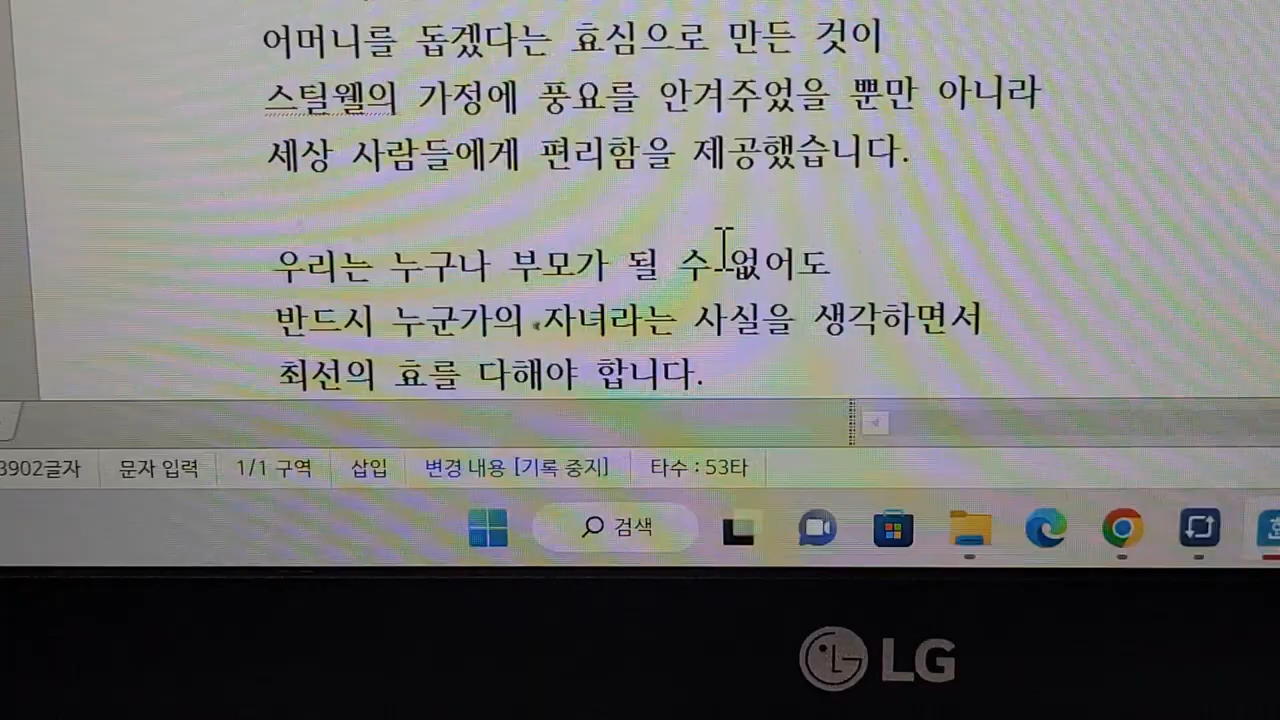 어머니를 돕겠다는 효심으로 만든 것이
스틸웰의 가정에 풍요를 안겨주었을 뿐만 아니라
세상 사람들에게 편리함을 제공했습니다.
우리는 누구나 부모가 될 수 없어도
반드시 누군가의 자녀라는 사실을 생각하면서
최선의 효를 다해야 합니다.
3902글자 문자 입력 1/1 구역 삽입 변경 내용 [기록 중지] 타수 : 53타
검색
LG